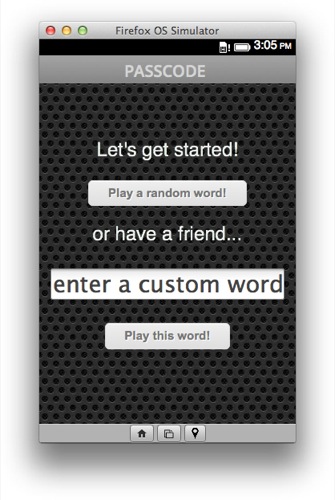 Firefox OS Simulator
3:05 PM
PASSCODE
Let's get started!
Play a random word!
or have a friend...
enter a custom word
Play this word!